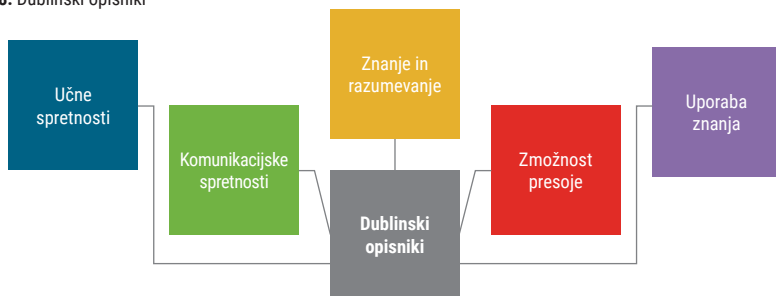 Dublinski opisniki
Znanje in
razumevanje
Učne
spretnosti
Uporaba
znanja
Komunikacijske
spretnosti
Zmožnost
presoje
Dublinski
opisniki